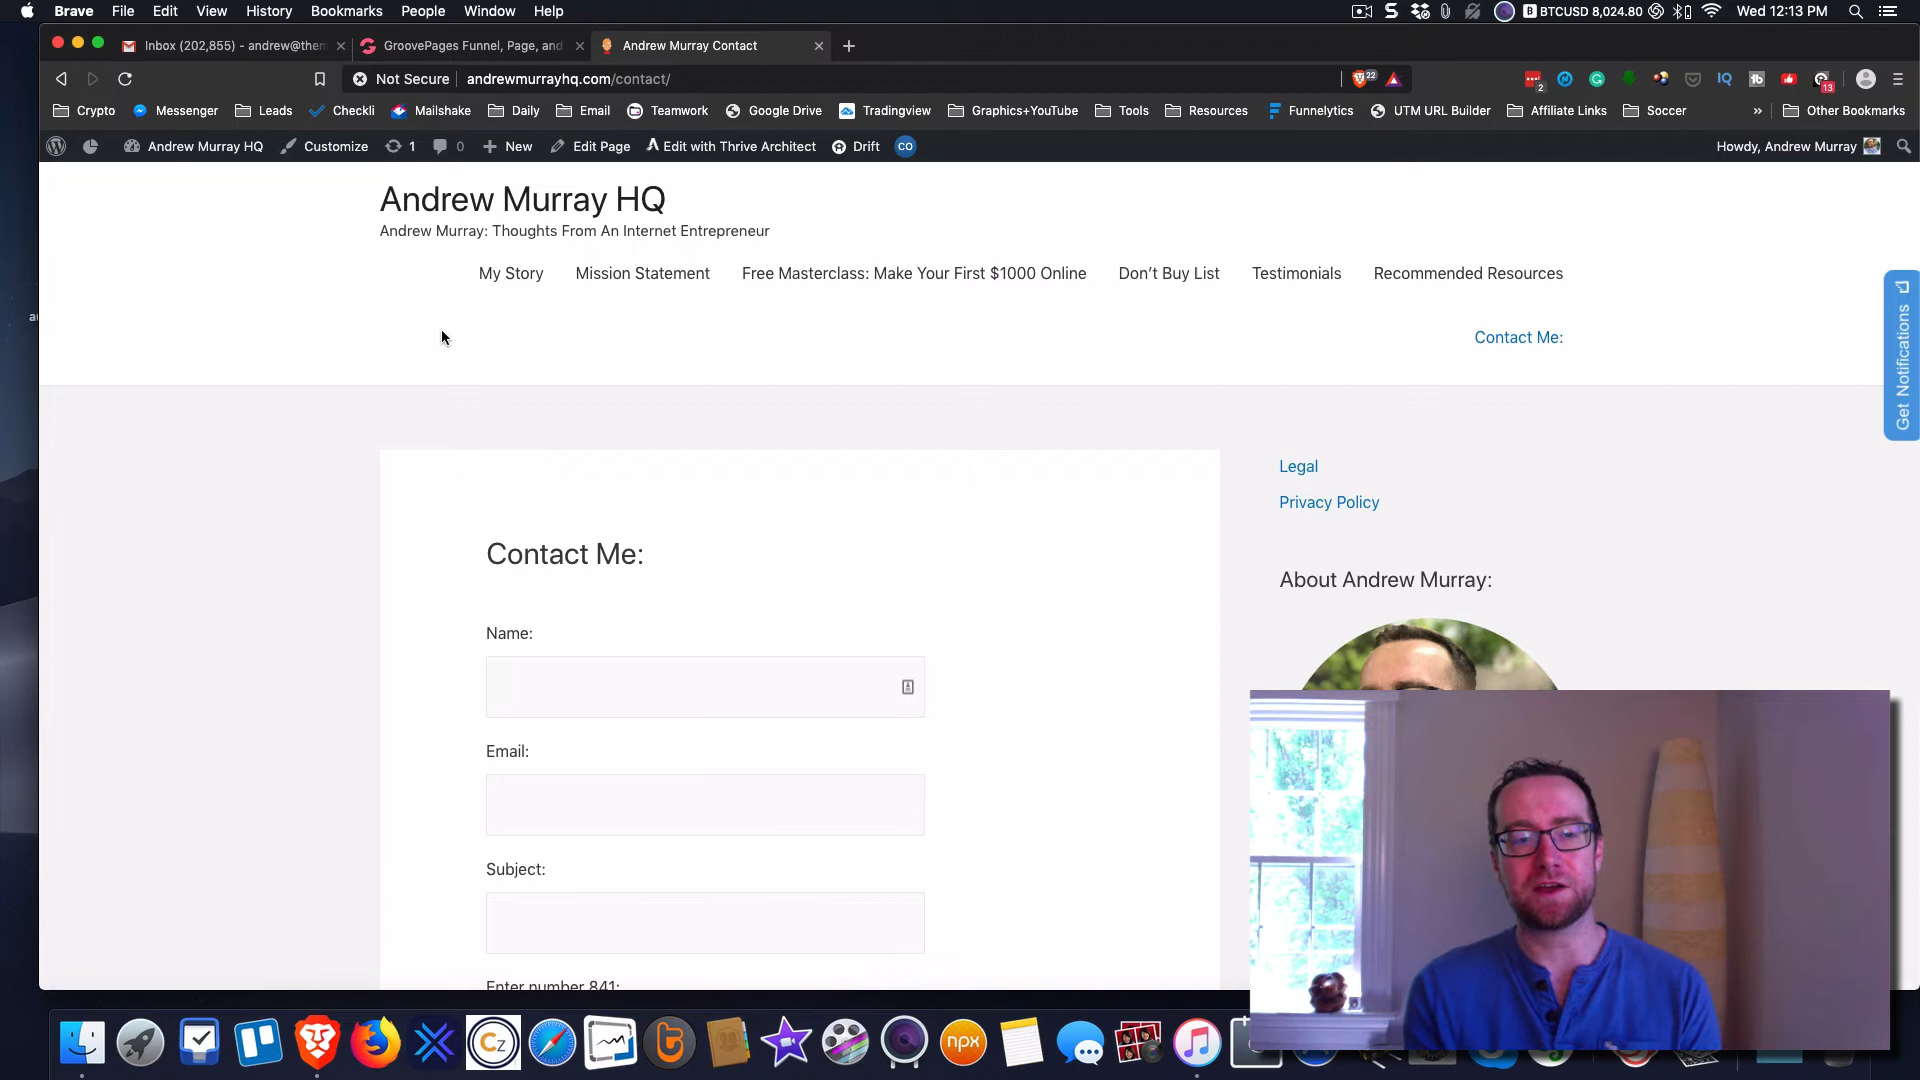 Brave File Edit View History Bookmarks People Window Help BTCUSD 8,024.80 Wed 12:13 PM
Inbox (202,855) - andrew@them GroovePages Funnel, Page, and Andrew Murray Contact
Not Secure andrewmurrayhq.com/contact/ 22 2 13
Crypto Messenger Leads Checkli Mailshake Daily Email Teamwork Google Drive Tradingview Graphics+YouTube Tools Resources Funnelytics UTM URL Builder Affiliate Links Soccer » Other Bookmarks
Andrew Murray HQ Customize 1 0 New Edit Page Edit with Thrive Architect Drift CO Howdy, Andrew Murray
Andrew Murray HQ
Andrew Murray: Thoughts From An Internet Entrepreneur
My Story Mission Statement Free Masterclass: Make Your First $1000 Online Don't Buy List Testimonials Recommended Resources
Contact Me:
Get Notifications
Legal
Privacy Policy
Contact Me:
About Andrew Murray:
Name:
Email:
Subject:
Enter number 841:
npx